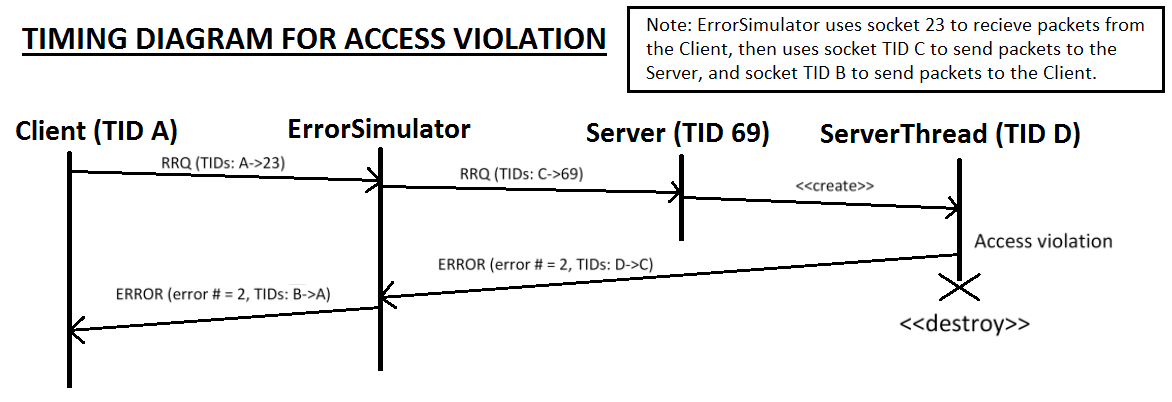 TIMING DIAGRAM FOR ACCESS VIOLATION
Note: ErrorSimulator uses socket 23 to recieve packets from
the Client, then uses socket TID C to send packets to the
Server, and socket TID B to send packets to the Client.
Client (TID A)
ErrorSimulator
Server (TID 69)
ServerThread (TID D)
RRQ (TIDs: A->23)
RRQ (TIDs: C->69)
<<create>>
Access violation
ERROR (error # = 2, TIDs: D->C)
ERROR (error # = 2, TIDs: B->A)
<<destroy>>